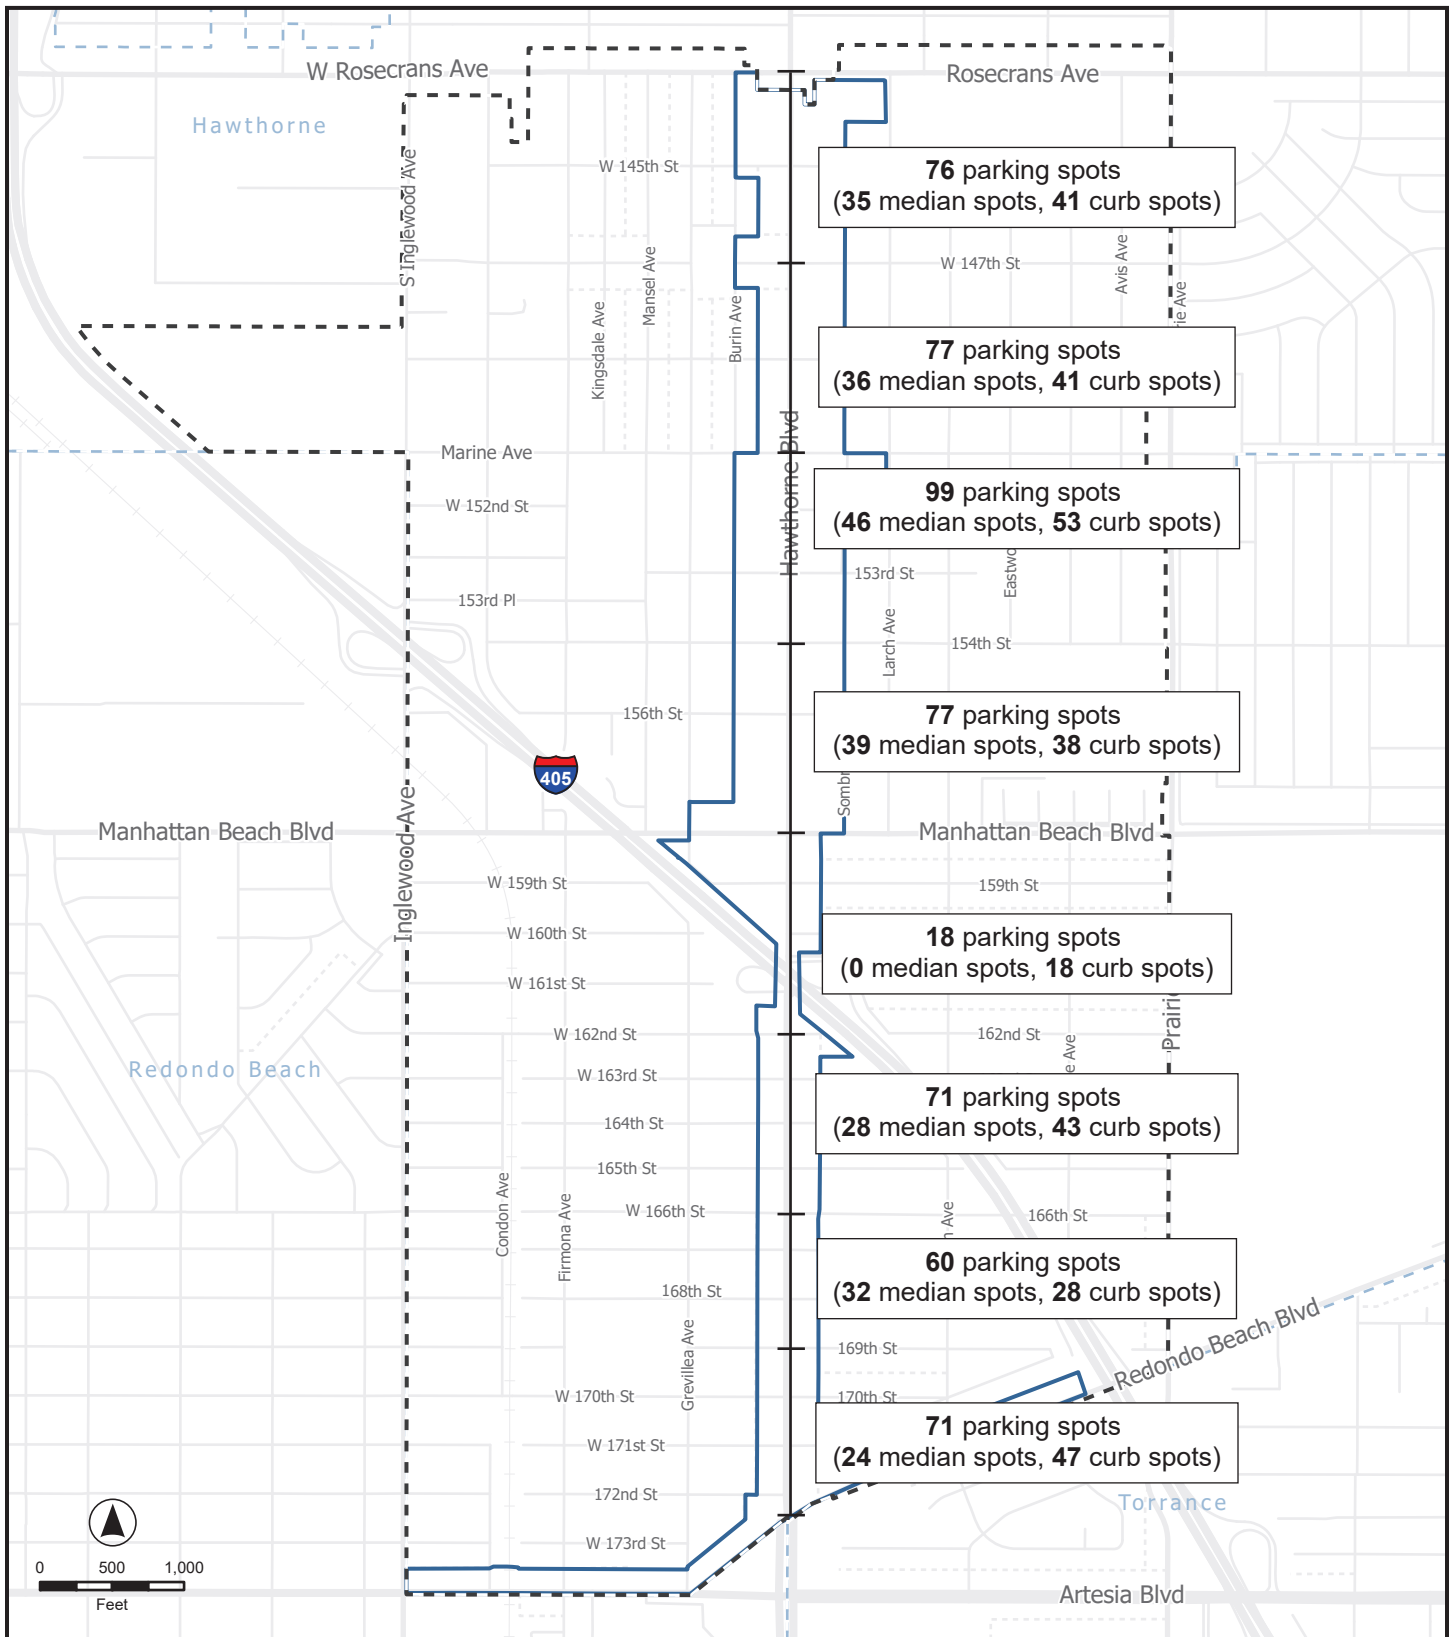 W Rosecrans Ave
Rosecrans Ave
Hawthorne
W 145th St
S Inglewood Ave
76 parking spots
(35 median spots, 41 curb spots)
Mansel Ave
Kingsdale Ave
Burin Ave
W 147th St
Avis Ave
77 parking spots
(36 median spots, 41 curb spots)
Marine Ave
Hawthorne Blvd
W 152nd St
99 parking spots
(46 median spots, 53 curb spots)
153rd St
153rd Pl
Larch Ave
154th St
156th St
77 parking spots
(39 median spots, 38 curb spots)
405
Manhattan Beach Blvd
Inglewood Ave
Manhattan Beach Blvd
W 159th St
159th St
W 160th St
18 parking spots
(0 median spots, 18 curb spots)
W 161st St
W 162nd St
162nd St
Redondo Beach
W 163rd St
71 parking spots
(28 median spots, 43 curb spots)
164th St
165th St
Condon Ave
Firmona Ave
W 166th St
Ave
166th St
60 parking spots
(32 median spots, 28 curb spots)
168th St
Grevillea Ave
169th St
Redondo Beach Blvd
W 170th St
170th St
71 parking spots
(24 median spots, 47 curb spots)
W 171st St
172nd St
Torrance
W 173rd St
0 500 1,000
Feet
Artesia Blvd